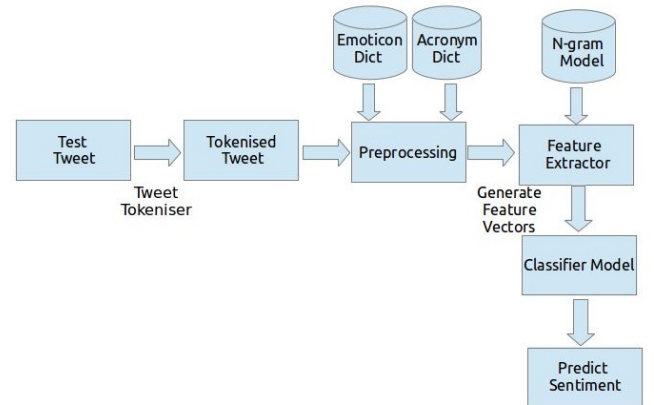 Emoticon
Dict
Acronym
Dict
N-gram
Model
Test
Tweet
Tweet
Tokeniser
Tokenised
Tweet
Preprocessing
Generate
Feature
Vectors
Feature
Extractor
Classifier Model
Predict
Sentiment